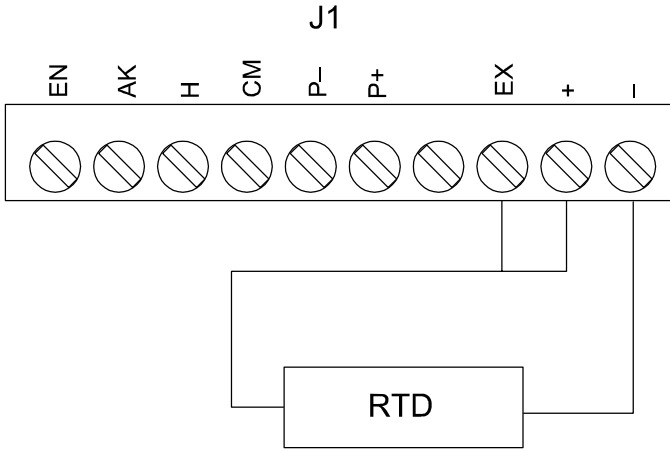 J1
EN AK H CM P– P+ EX + –
RTD